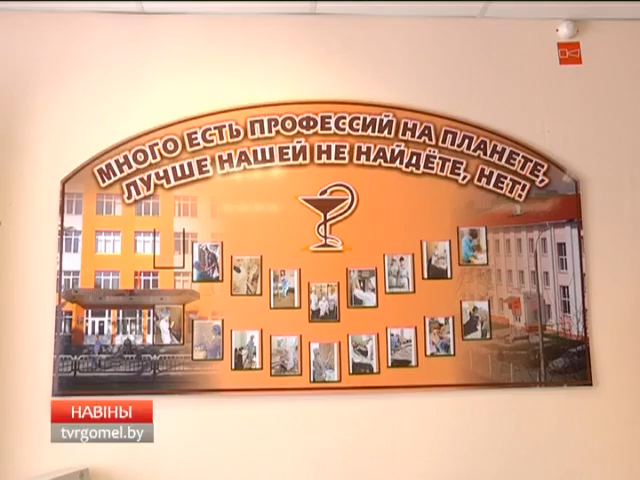 МНОГО ЕСТЬ ПРОФЕССИЙ НА ПЛАНЕТЕ,
ЛУЧШЕ НАШЕЙ НЕ НАЙДЁТЕ, НЕТ!
НАВІНЫ
tvrgomel.by